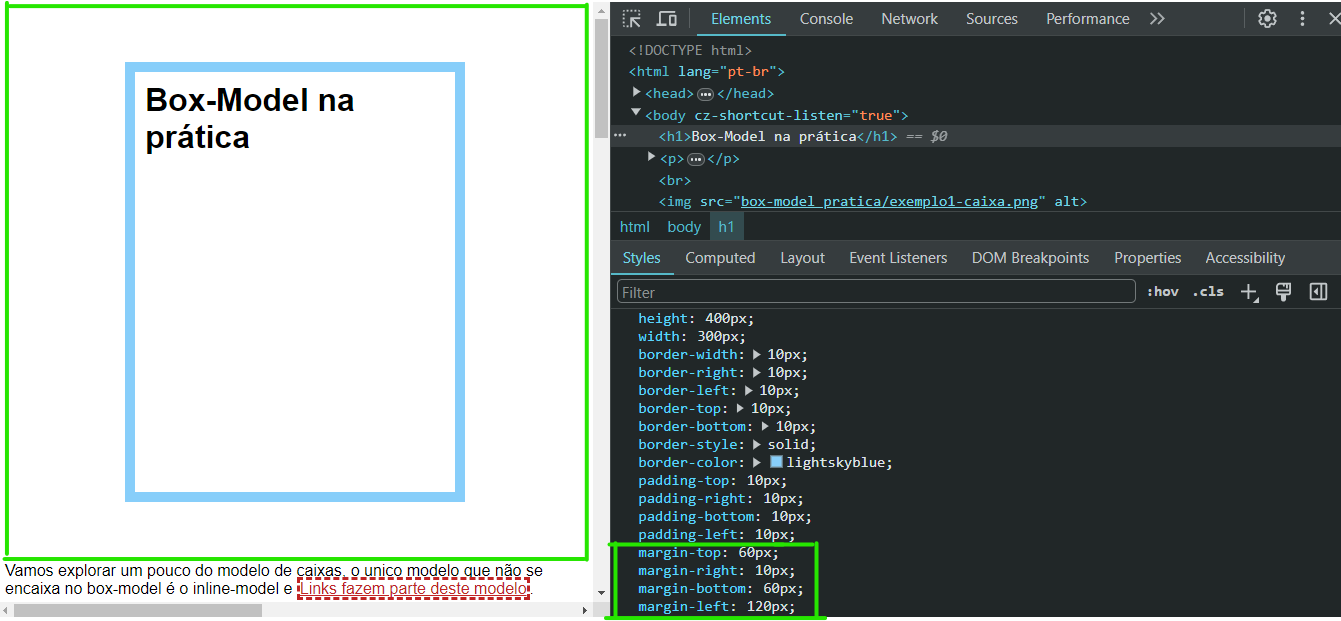 Box-Model na
prática
Vamos explorar um pouco do modelo de caixas, o unico modelo que não se
encaixa no box-model é o inline-model e Links fazem parte deste modelo.
Elements Console Network Sources Performance
<!DOCTYPE html>
<html lang="pt-br">
<head> ••• </head>
<body cz-shortcut-listen="true">
••• <h1>Box-Model na prática</h1> == $0
<p> ••• </p>
<br>
<img src="box-model_pratica/exemplo1-caixa.png" alt>
html body h1
Styles Computed Layout Event Listeners DOM Breakpoints Properties Accessibility
Filter :hov .cls
height: 400px;
width: 300px;
border-width: 10px;
border-right: 10px;
border-left: 10px;
border-top: 10px;
border-bottom: 10px;
border-style: solid;
border-color: lightskyblue;
padding-top: 10px;
padding-right: 10px;
padding-bottom: 10px;
padding-left: 10px;
margin-top: 60px;
margin-right: 10px;
margin-bottom: 60px;
margin-left: 120px;